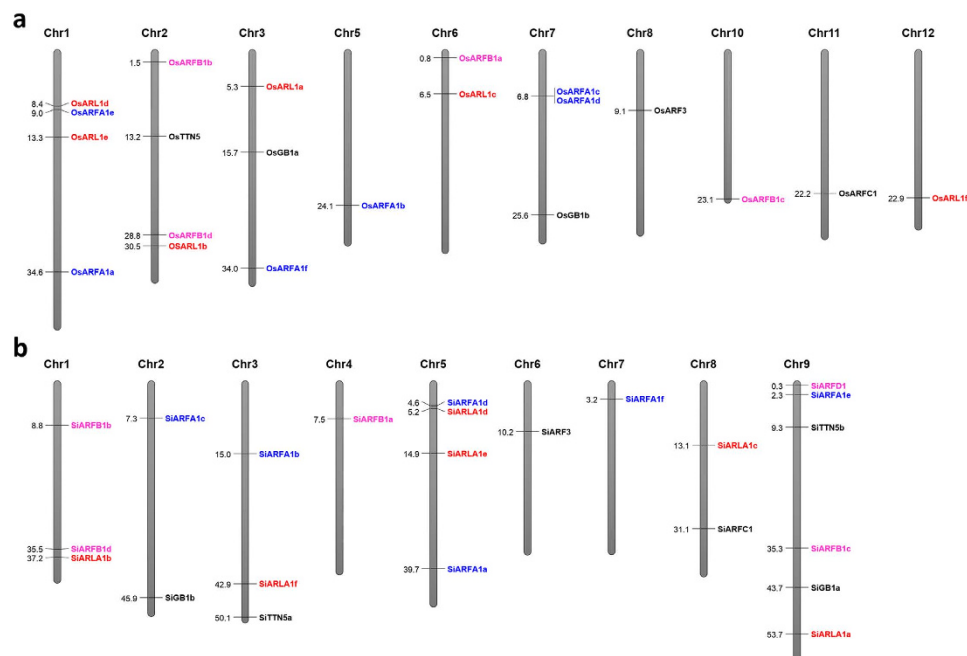 a
Chr1 Chr2 Chr3 Chr5 Chr6 Chr7 Chr8 Chr10 Chr11 Chr12
8.4 OsARL1d
9.0 OsARFA1e
13.3 OsARL1e
34.6 OsARFA1a
1.5 OsARFB1b
13.2 OsTTN5
28.8 OsARFB1d
30.5 OSARL1b
5.3 OsARL1a
15.7 OsGB1a
34.0 OsARFA1f
24.1 OsARFA1b
0.8 OsARFB1a
6.5 OsARL1c
6.8 OsARFA1c
OsARFA1d
25.6 OsGB1b
9.1 OsARF3
23.1 OsARFB1c
22.2 OsARFC1
22.9 OsARL1f
b
Chr1 Chr2 Chr3 Chr4 Chr5 Chr6 Chr7 Chr8 Chr9
8.8 SiARFB1b
35.5 SiARFB1d
37.2 SiARLA1b
7.3 SiARFA1c
45.9 SiGB1b
15.0 SiARFA1b
42.9 SiARLA1f
50.1 SiTTN5a
7.5 SiARFB1a
4.6 SiARFA1d
5.2 SiARLA1d
14.9 SiARLA1e
39.7 SiARFA1a
10.2 SiARF3
3.2 SiARFA1f
13.1 SiARLA1c
31.1 SiARFC1
0.3 SiARFD1
2.3 SiARFA1e
9.3 SiTTN5b
35.3 SiARFB1c
43.7 SiGB1a
53.7 SiARLA1a